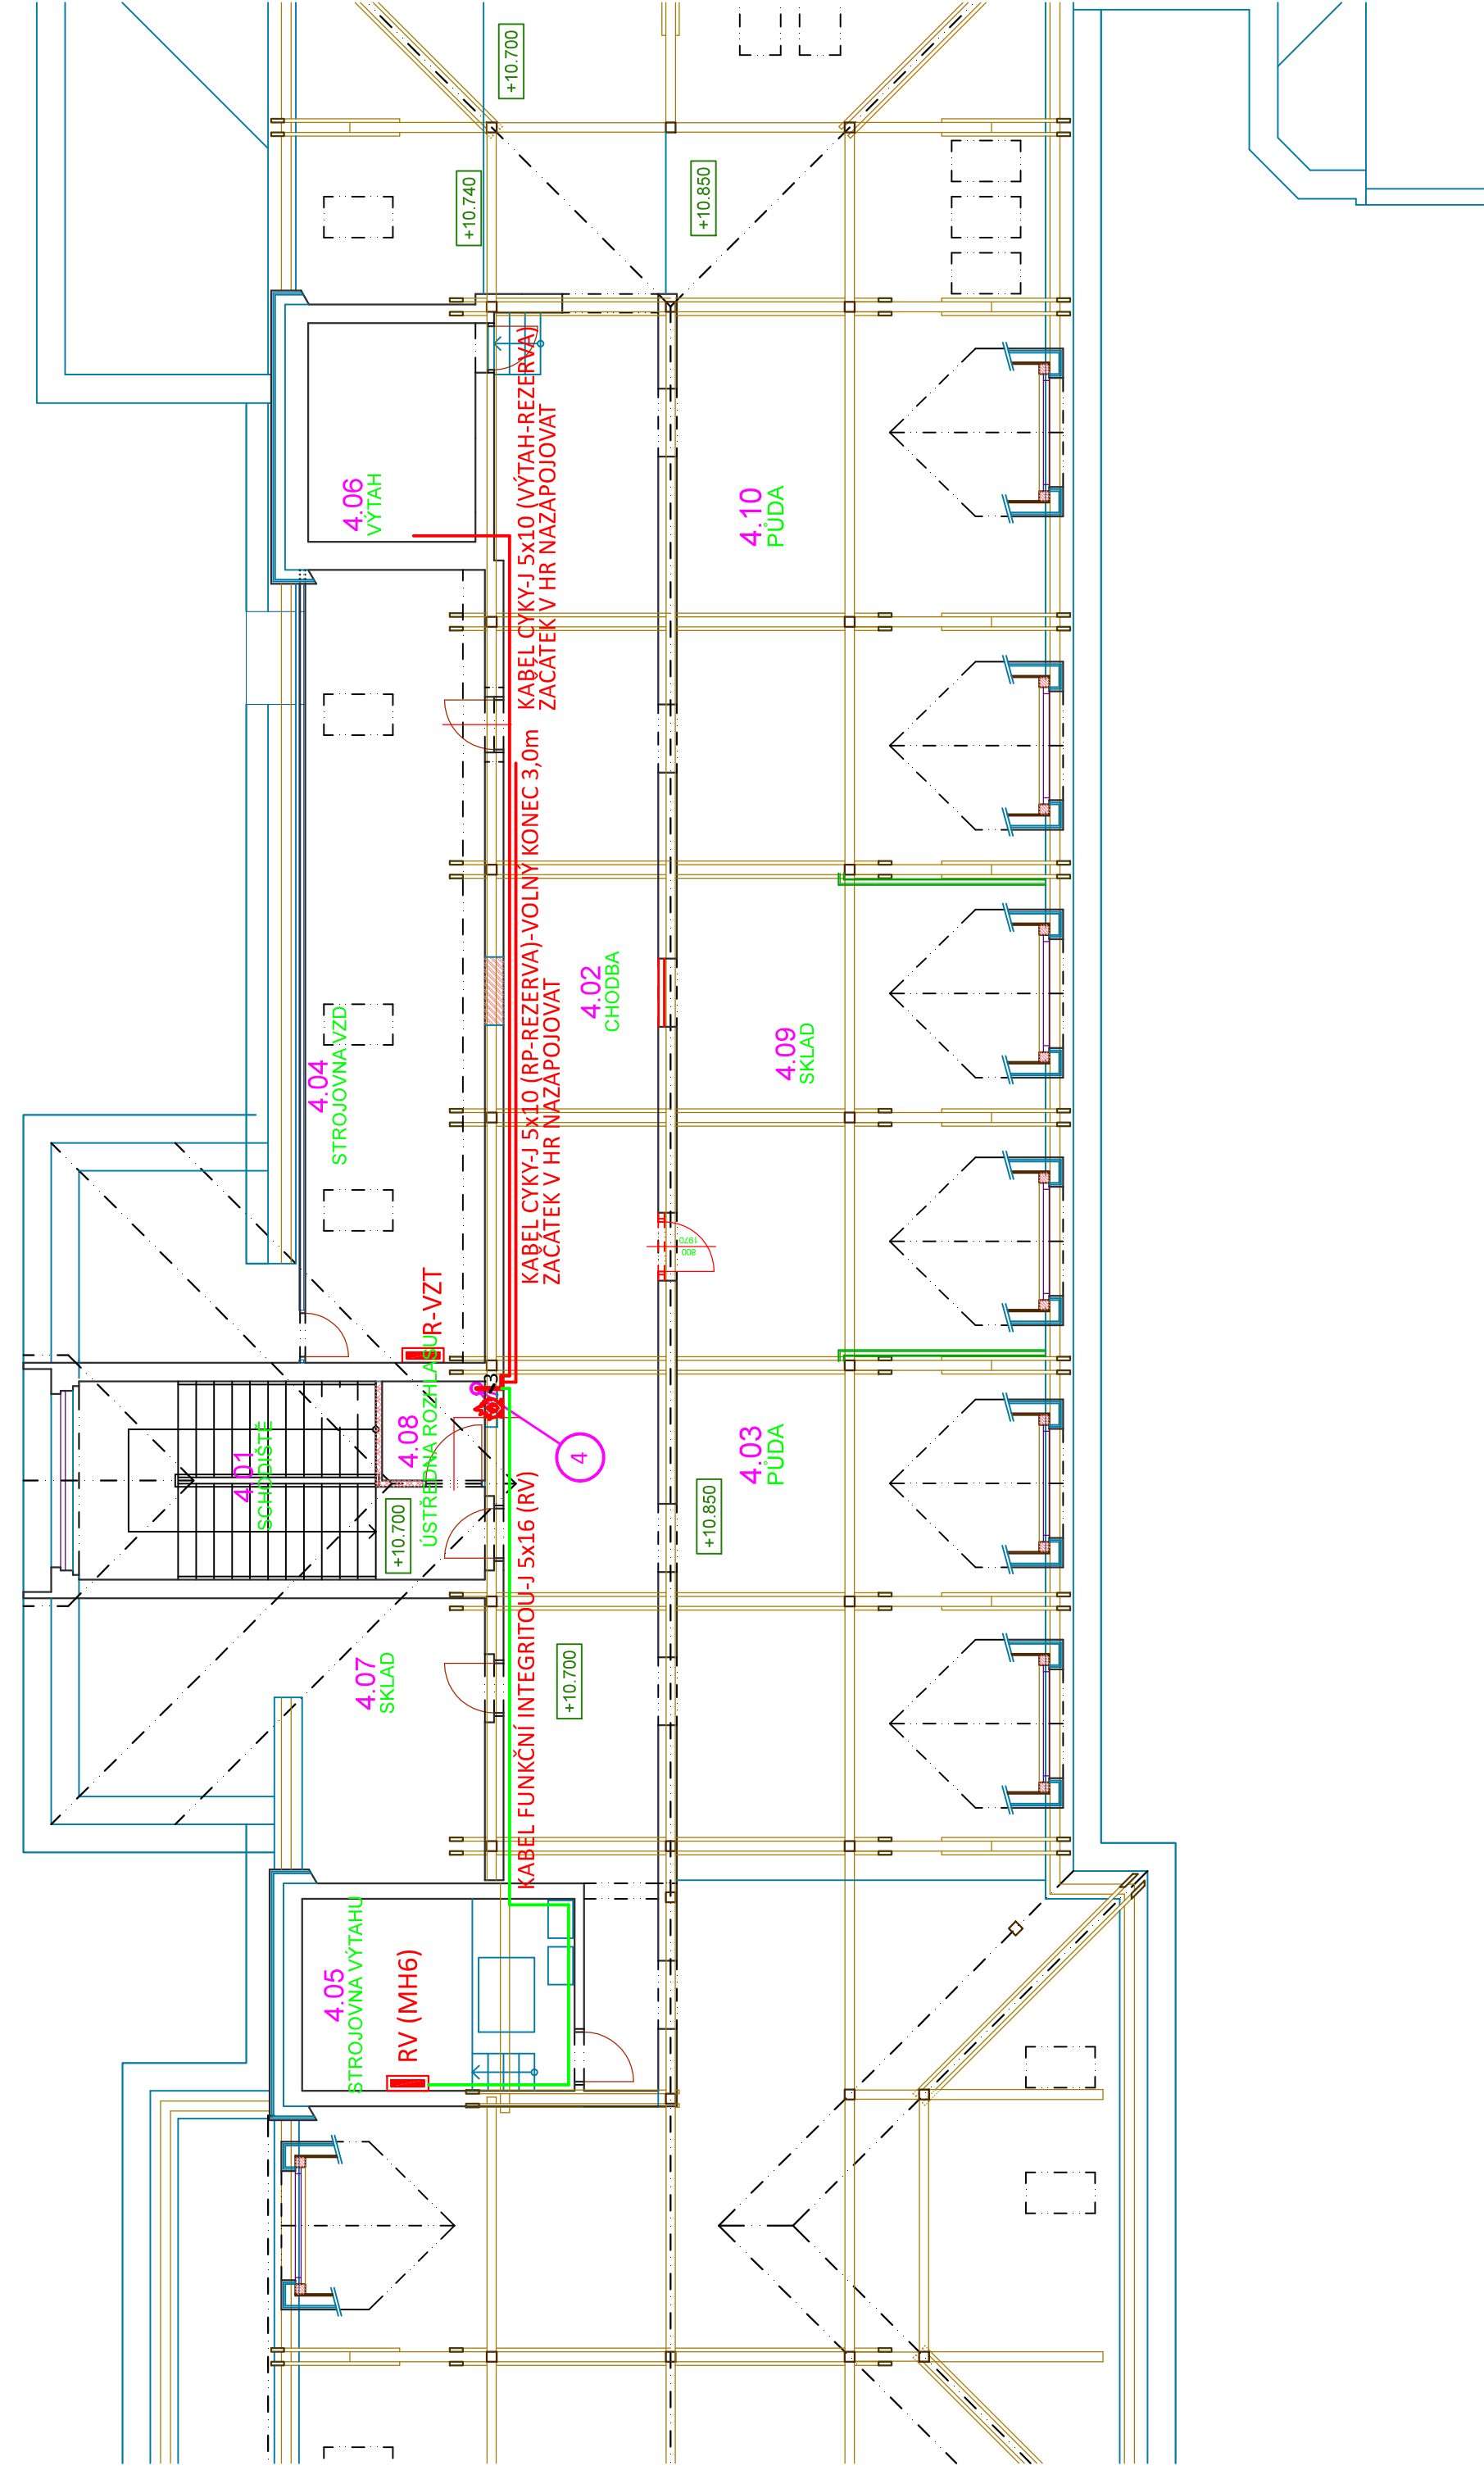 +10.700
+10.740
+10.850
4.06
VÝTAH
KABEL CYKY-J 5x10 (VÝTAH-REZERVA)
ZAČÁTEK V HR NAZAPOJOVAT
4.10
PŮDA
4.04
STROJOVNA VZD
KABEL CYKY-J 5x10 (RP-REZERVA)-VOLNÝ KONEC 3,0m
ZAČÁTEK V HR NAZAPOJOVAT
4.02
CHODBA
4.09
SKLAD
800
1970
R-VZT
3
4
4.01
SCHODIŠTĚ
4.08
ÚSTŘEDNA ROZHLASU
+10.700
4.03
PŮDA
+10.850
KABEL FUNKČNÍ INTEGRITOU-J 5x16 (RV)
4.07
SKLAD
+10.700
4.05
STROJOVNA VÝTAHU
RV (MH6)